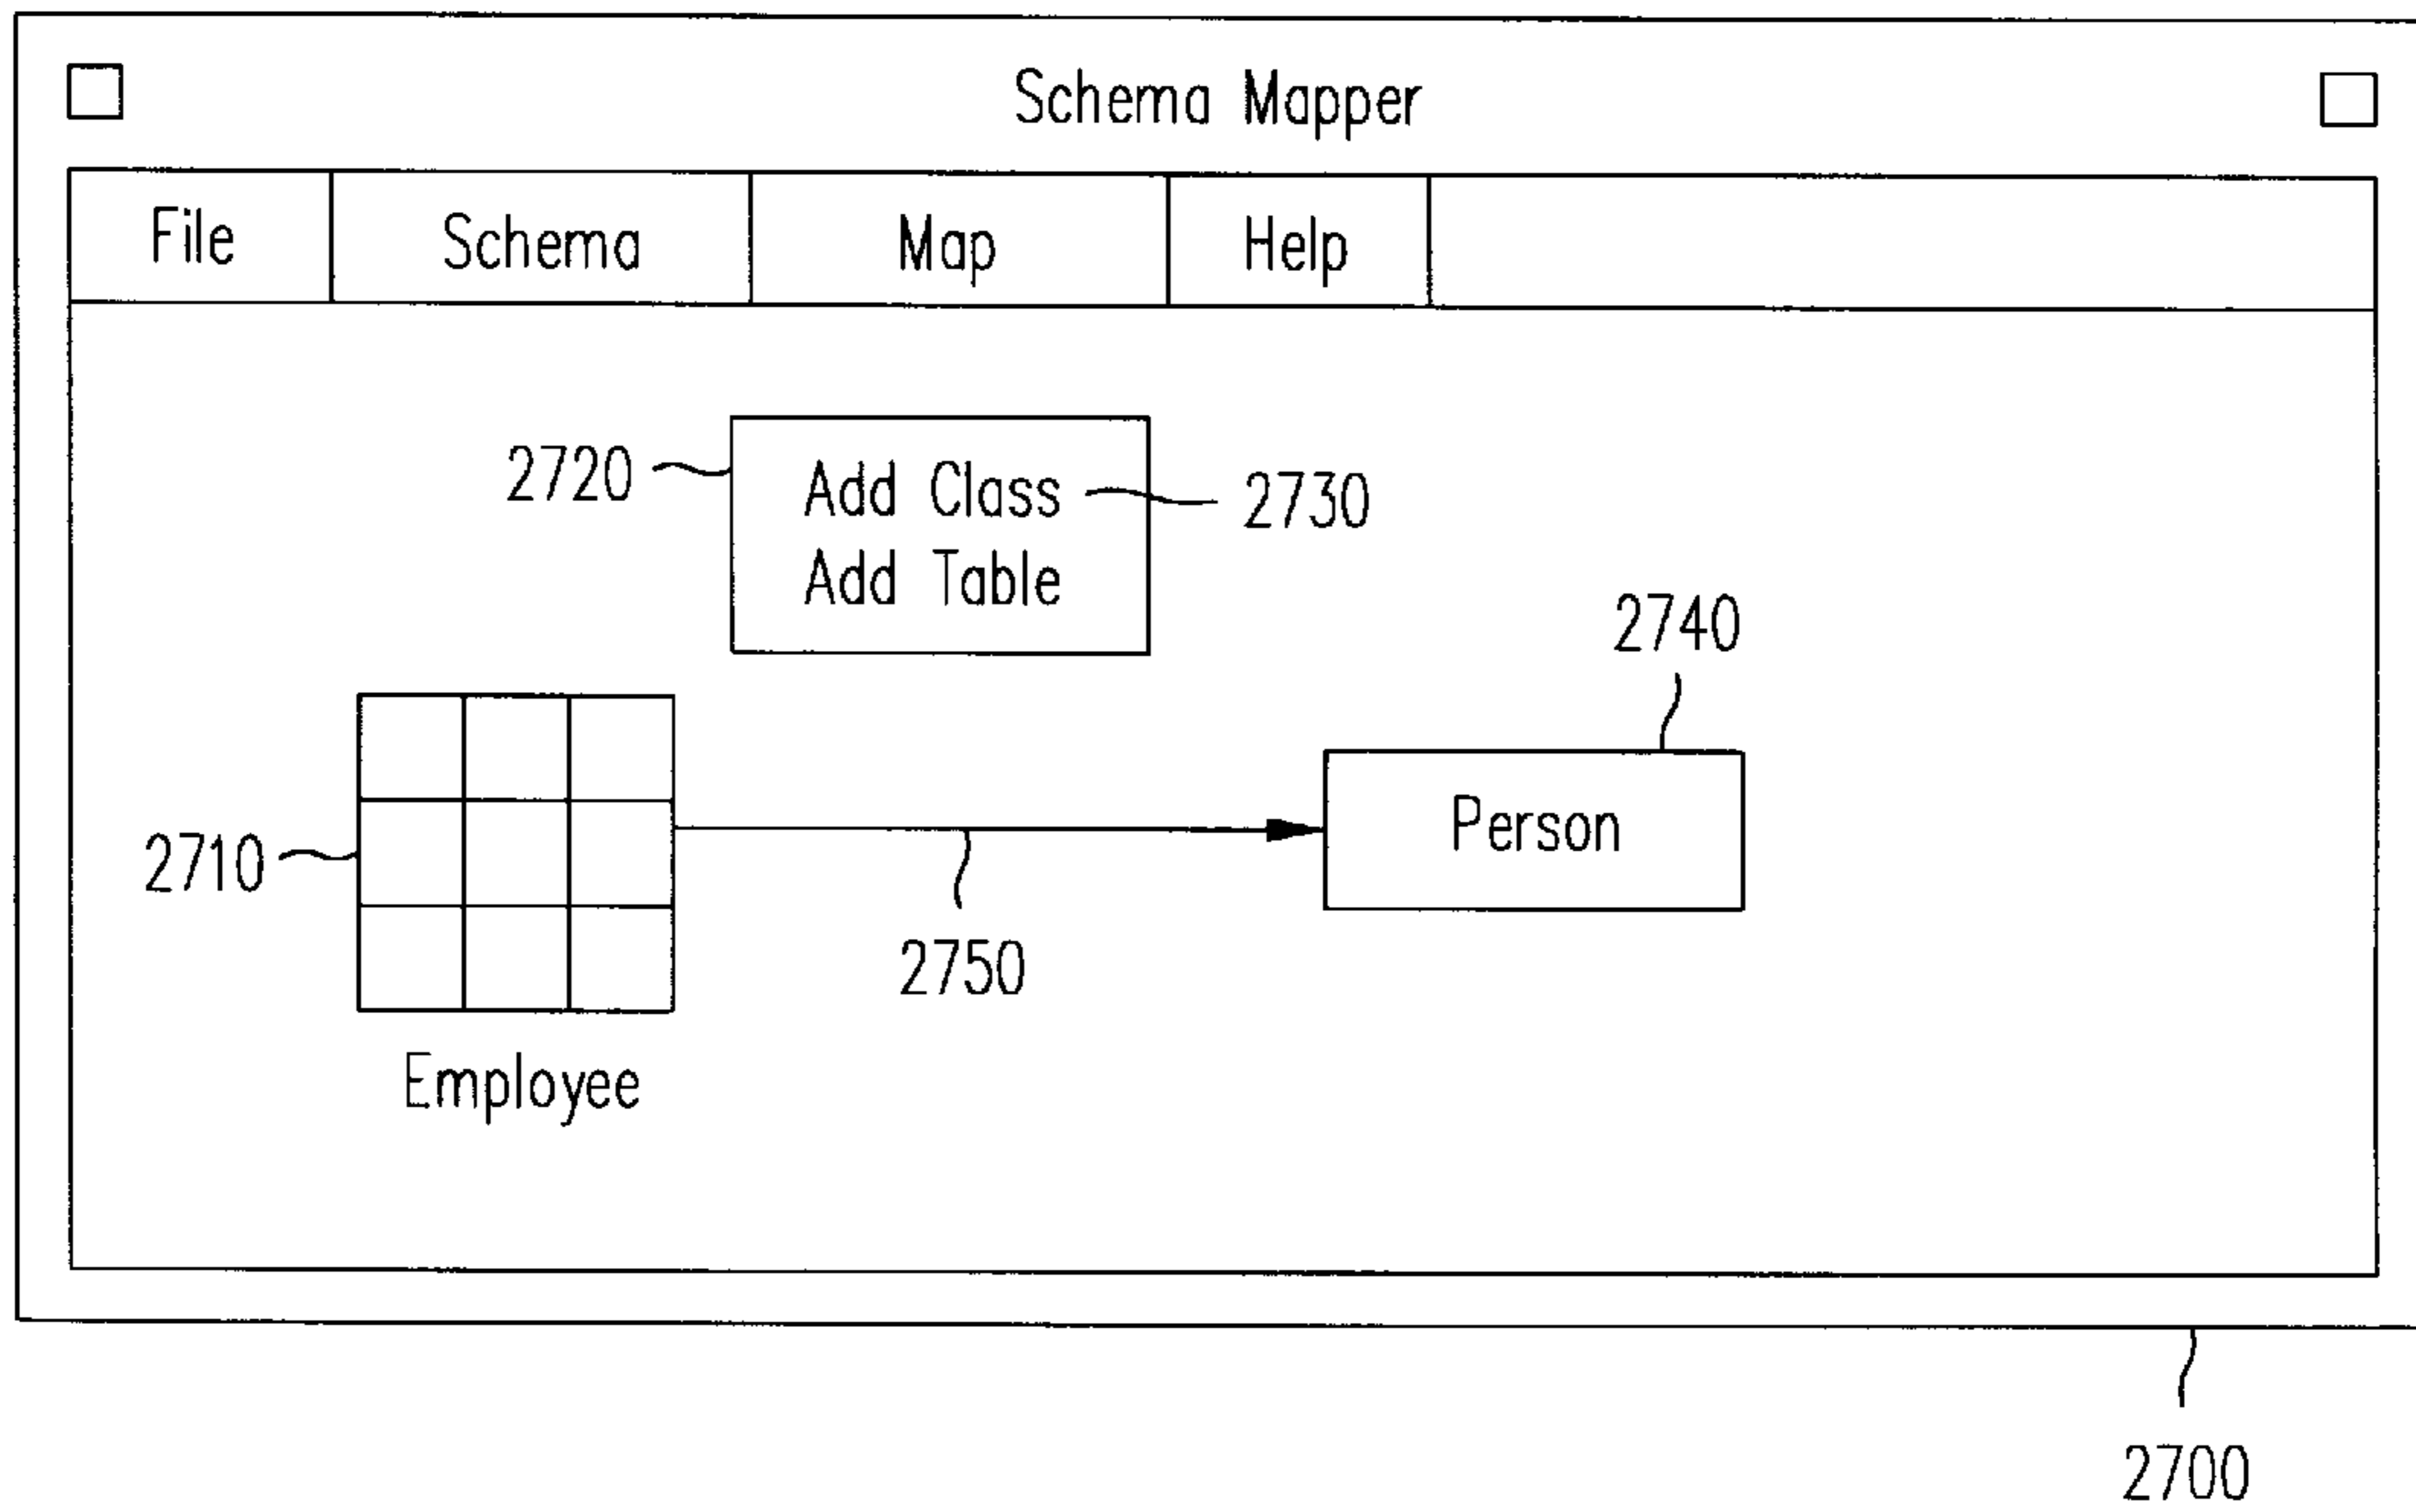 Schema Mapper
File Schema Map Help
2720 Add Class 2730
Add Table
2740
Person
2710
2750
Employee
2700